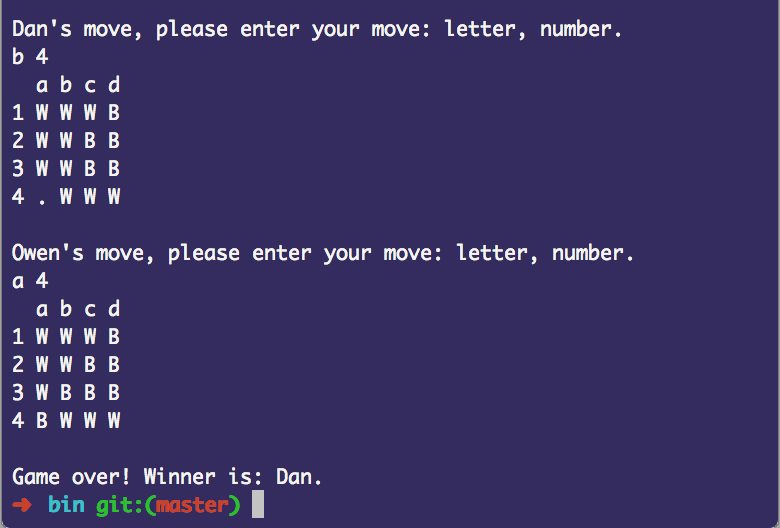 Dan's move, please enter your move: letter, number.
b 4
  a b c d
1 W W W B
2 W W B B
3 W W B B
4 . W W W

Owen's move, please enter your move: letter, number.
a 4
  a b c d
1 W W W B
2 W W B B
3 W B B B
4 B W W W

Game over! Winner is: Dan.
➜ bin git:(master)